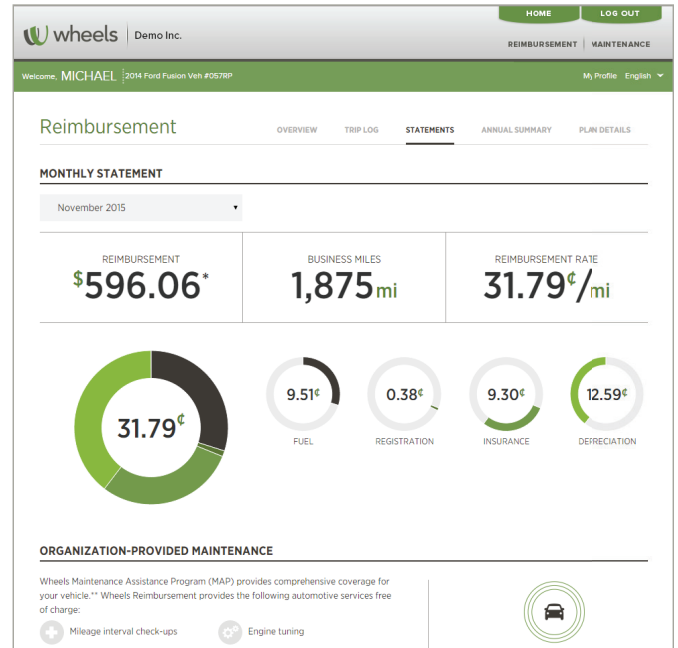 HOME LOG OUT
wheels Demo Inc.
REIMBURSEMENT MAINTENANCE
Welcome, MICHAEL 2014 Ford Fusion Veh #057RP My Profile English
Reimbursement OVERVIEW TRIP LOG STATEMENTS ANNUAL SUMMARY PLAN DETAILS
MONTHLY STATEMENT
November 2015
REIMBURSEMENT BUSINESS MILES REIMBURSEMENT RATE
$596.06* 1,875 mi 31.79¢/mi
31.79¢ 9.51¢ 0.38¢ 9.30¢ 12.59¢
FUEL REGISTRATION INSURANCE DEPRECIATION
ORGANIZATION-PROVIDED MAINTENANCE
Wheels Maintenance Assistance Program (MAP) provides comprehensive coverage for
your vehicle.** Wheels Reimbursement provides the following automotive services free
of charge:
Mileage interval check-ups Engine tuning